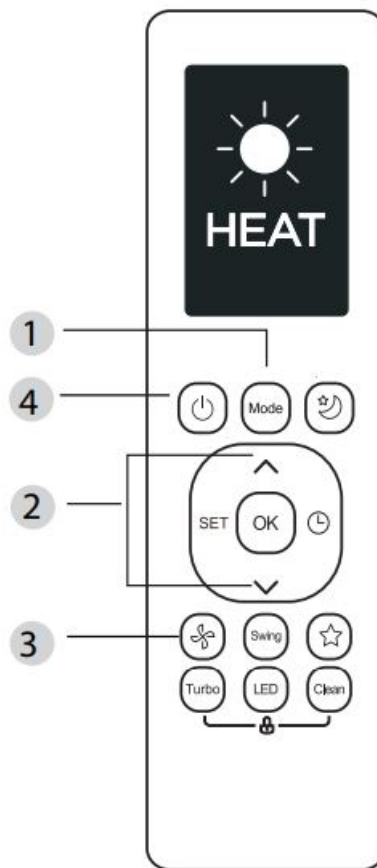 HEAT
1
4
Mode
2
SET OK
3
Swing
Turbo LED Clean